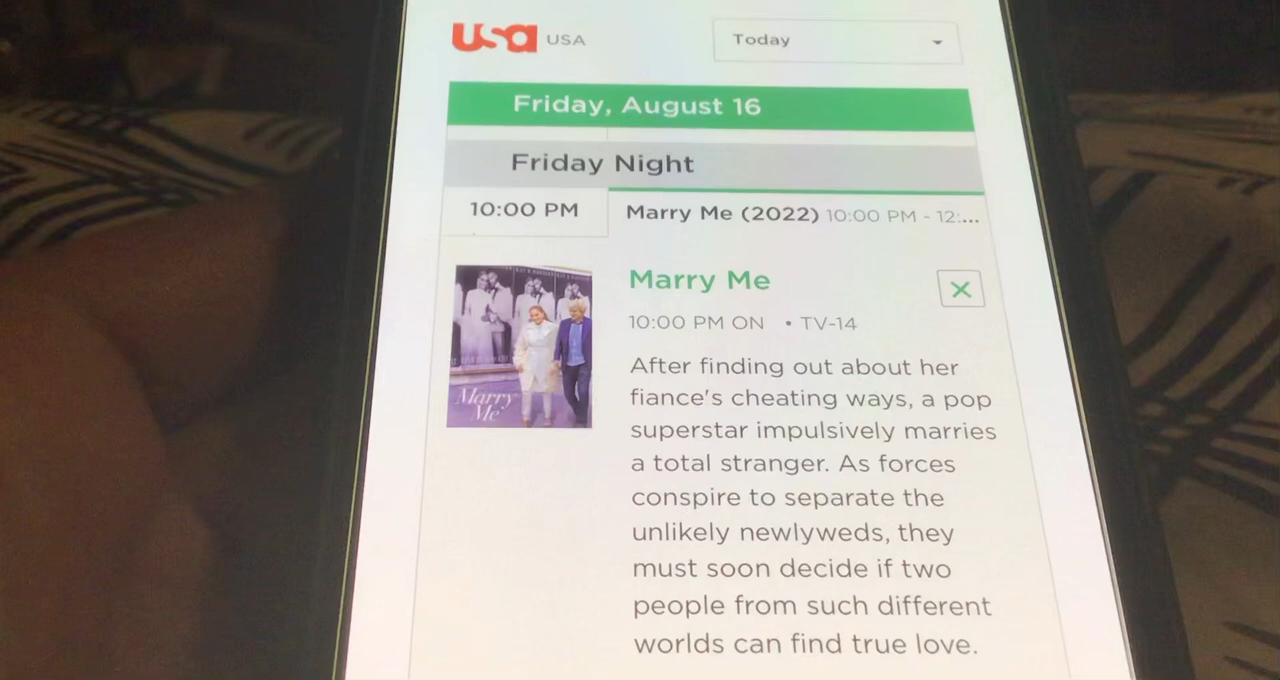 usa USA
Today
Friday, August 16
Friday Night
10:00 PM
Marry Me (2022) 10:00 PM - 12:...
Marry Me
10:00 PM ON • TV-14
Marry
Me
After finding out about her
fiance's cheating ways, a pop
superstar impulsively marries
a total stranger. As forces
conspire to separate the
unlikely newlyweds, they
must soon decide if two
people from such different
worlds can find true love.